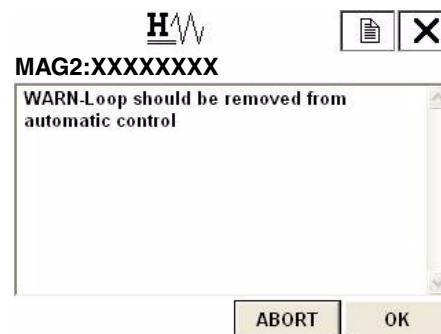 H
MAG2:XXXXXXXX
WARN-Loop should be removed from
automatic control
ABORT OK